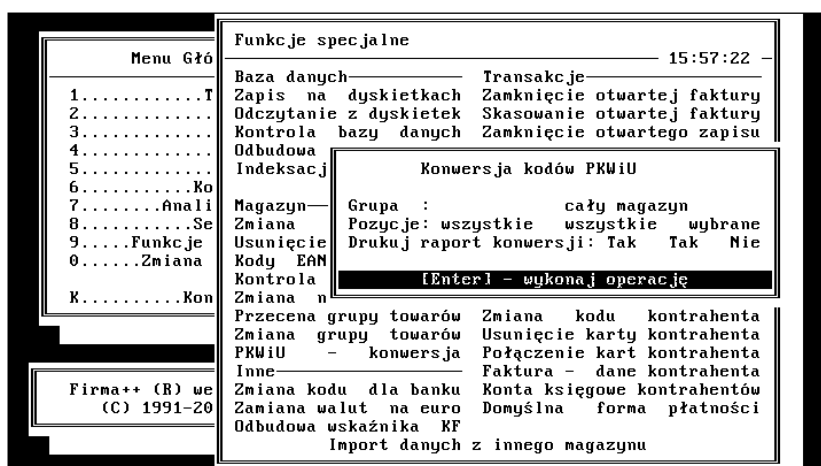 Funkcje specjalne
Menu Głó
15:57:22
Baza danych Transakcje
1............T Zapis na dyskietkach Zamknięcie otwartej faktury
2............ Odczytanie z dyskietek Skasowanie otwartej faktury
3............ Kontrola bazy danych Zamknięcie otwartego zapisu
4............ Odbudowa
5............ Indeksacj Konwersja kodów PKWiU
6...........Ko
7........Anali Magazyn Grupa : cały magazyn
8...........Se Zmiana Pozycje: wszystkie wszystkie wybrane
9.....Funkcje Usunięcie Drukuj raport konwersji: Tak Tak Nie
0......Zmiana Kody EAN
Kontrola [Enter] - wykonaj operację
K..........Kon Zmiana n
Przecena grupy towarów Zmiana kodu kontrahenta
Zmiana grupy towarów Usunięcie karty kontrahenta
PKWiU - konwersja Połączenie kart kontrahenta
Inne Faktura - dane kontrahenta
Firma++ (R) we Zmiana kodu dla banku Konta księgowe kontrahentów
(C) 1991-20 Zamiana walut na euro Domyślna forma płatności
Odbudowa wskaźnika KF
Import danych z innego magazynu